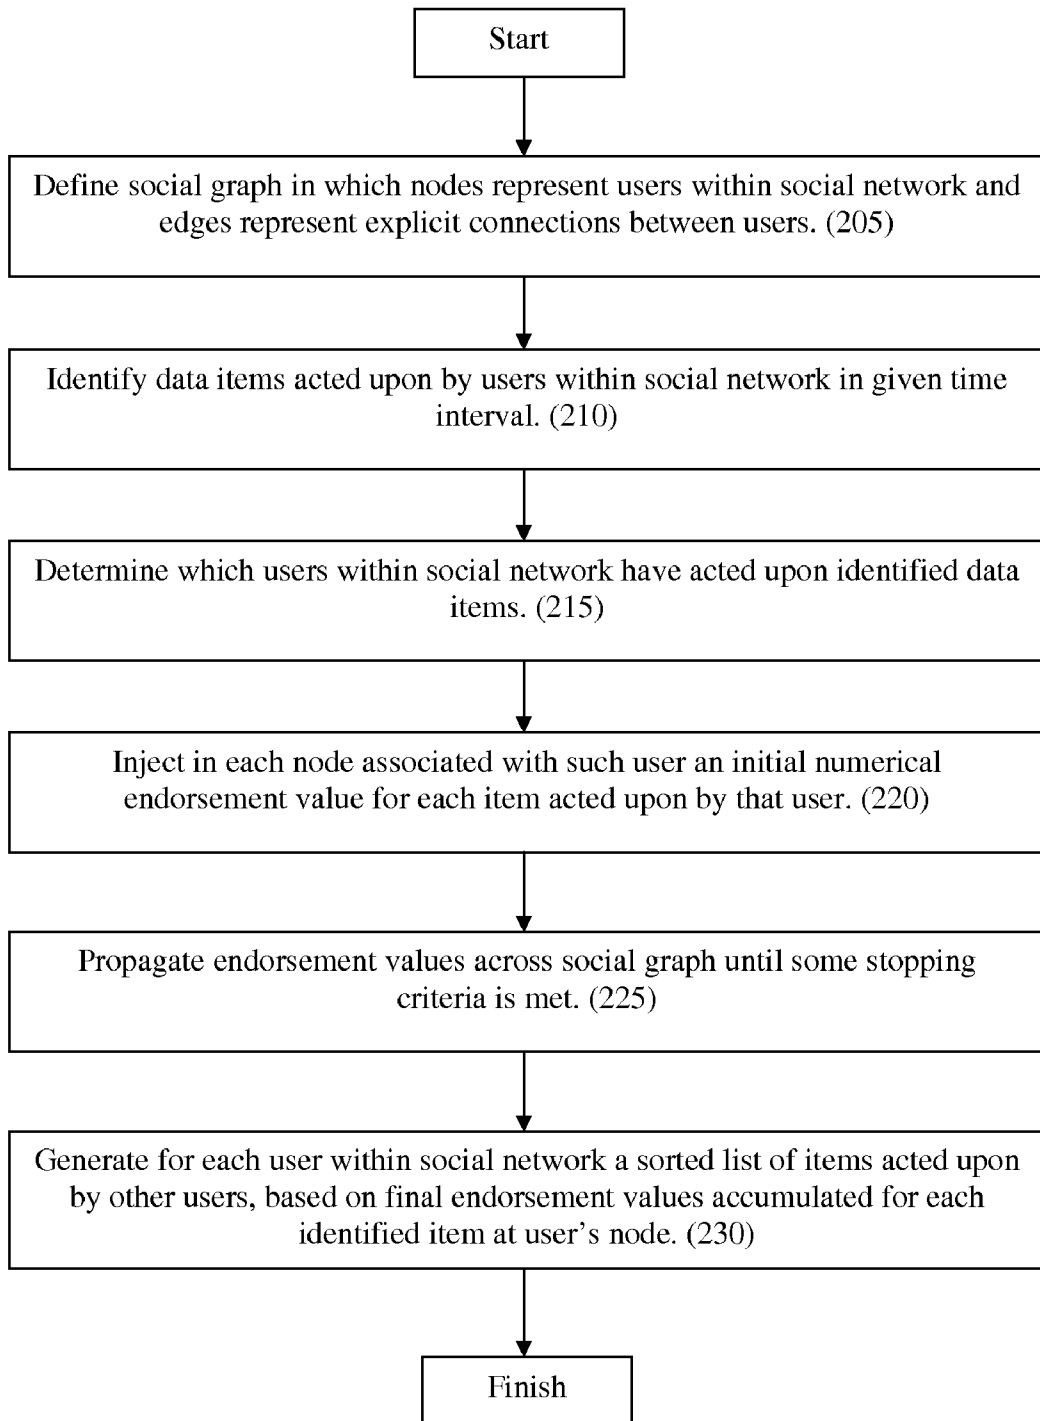 Start
Define social graph in which nodes represent users within social network and
edges represent explicit connections between users. (205)
Identify data items acted upon by users within social network in given time
interval. (210)
Determine which users within social network have acted upon identified data
items. (215)
Inject in each node associated with such user an initial numerical
endorsement value for each item acted upon by that user. (220)
Propagate endorsement values across social graph until some stopping
criteria is met. (225)
Generate for each user within social network a sorted list of items acted upon
by other users, based on final endorsement values accumulated for each
identified item at user's node. (230)
Finish